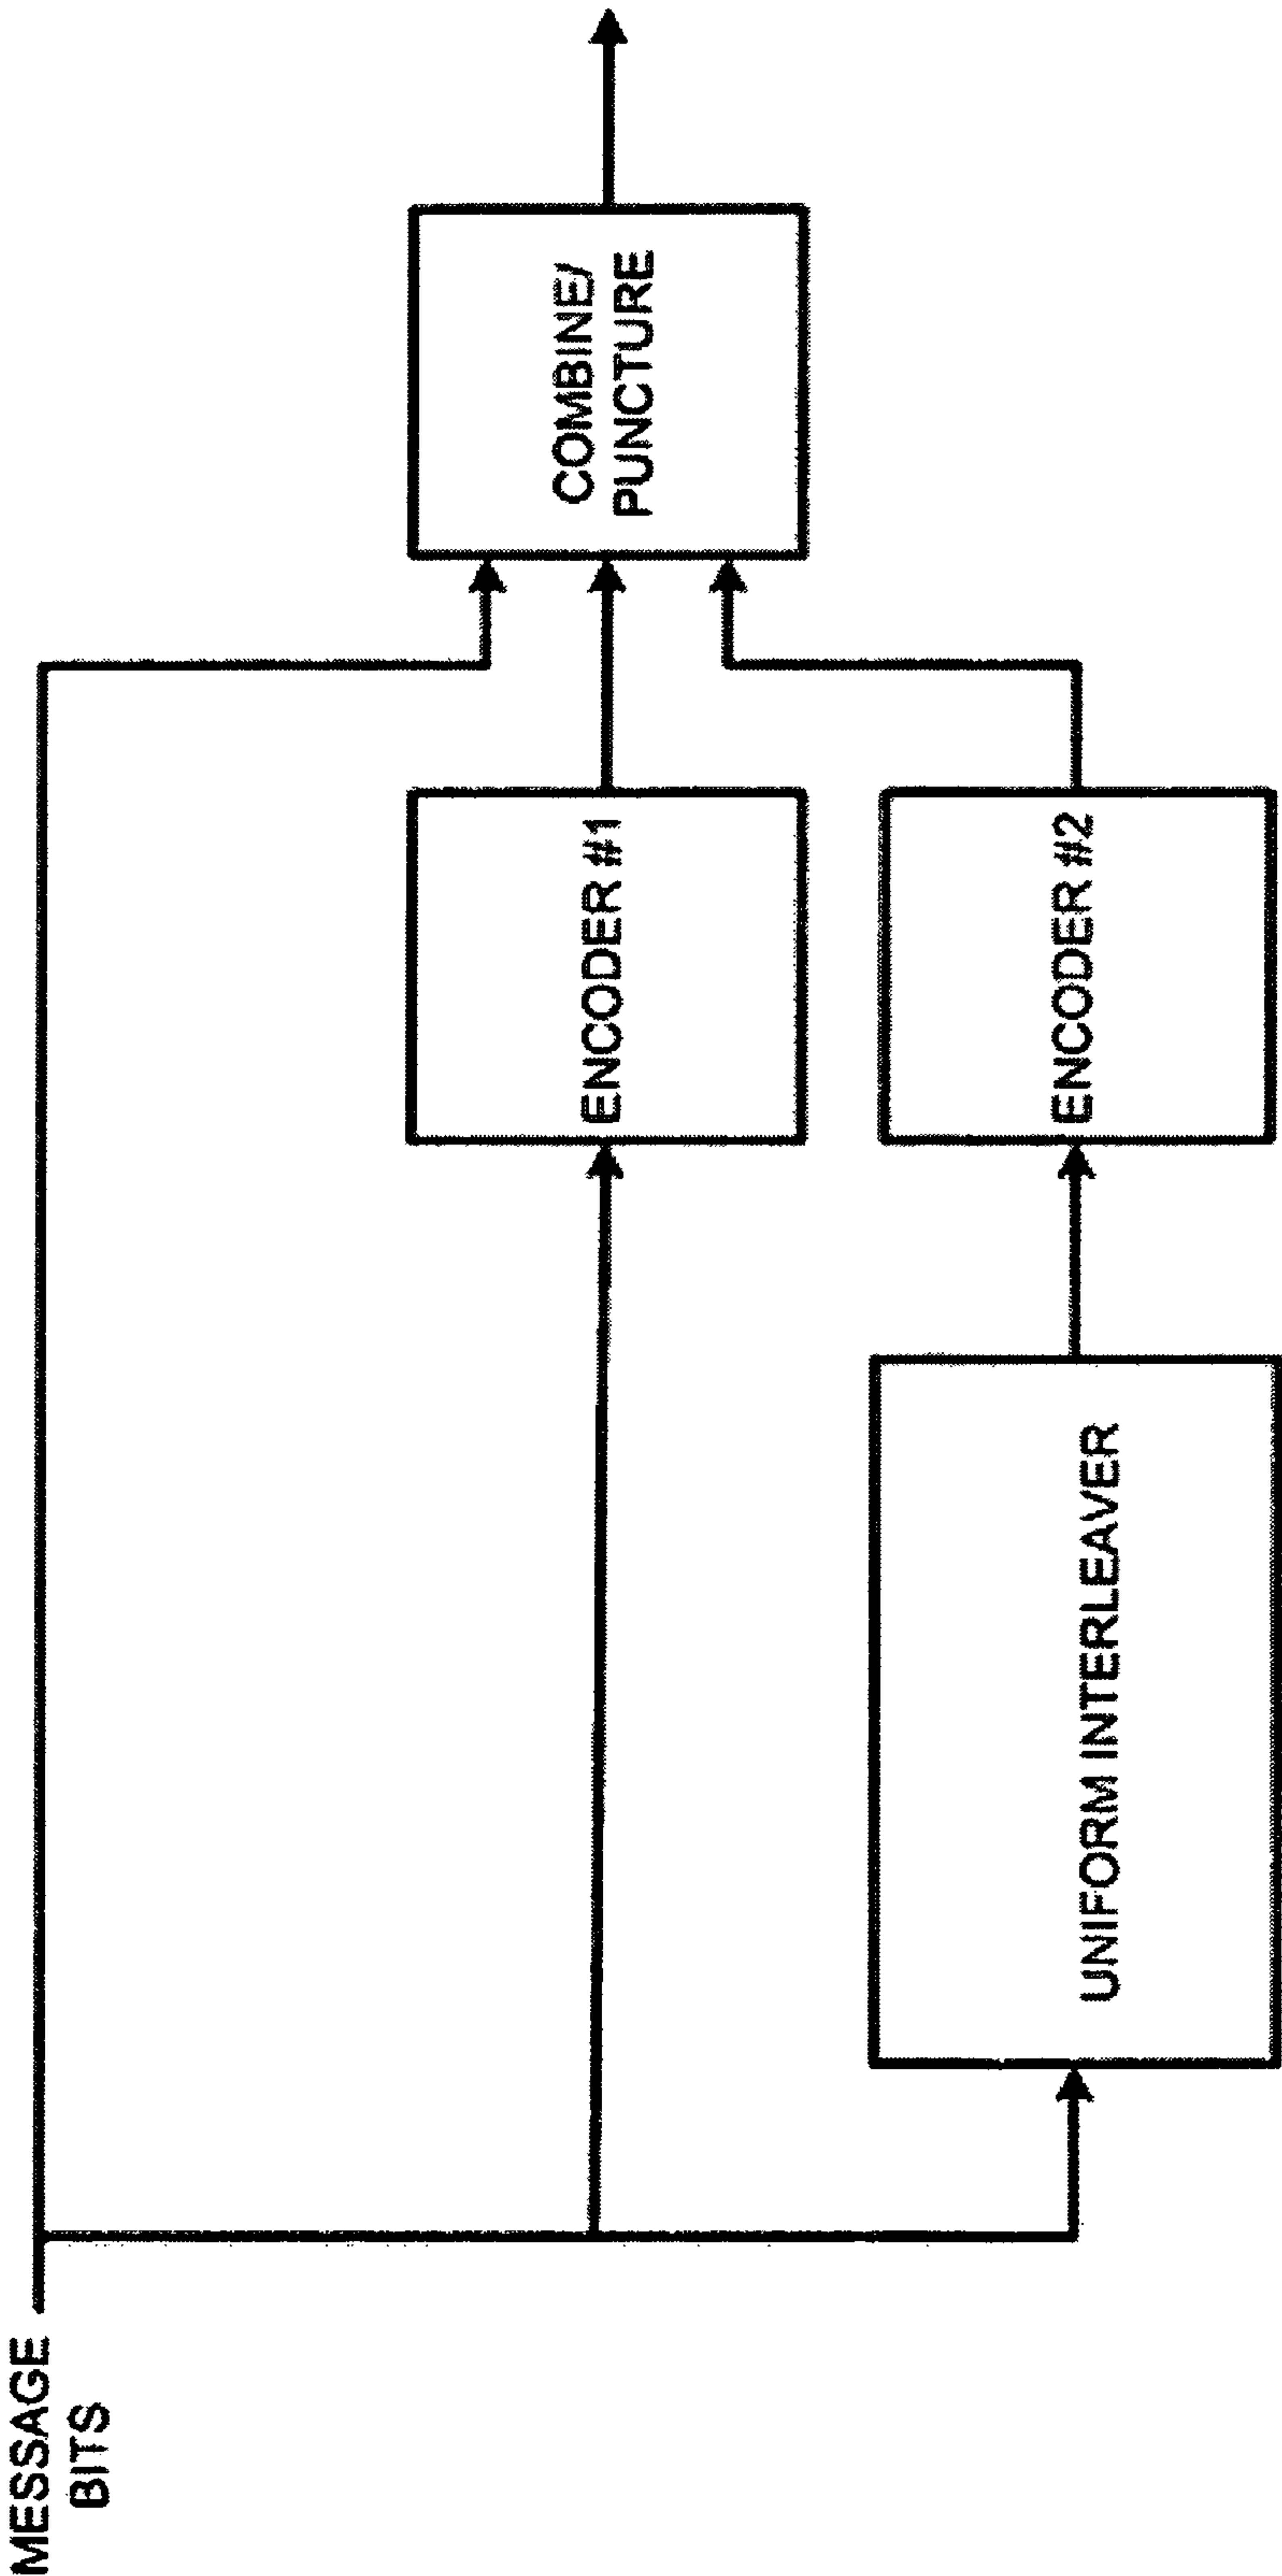 MESSAGE
BITS
UNIFORM INTERLEAVER
ENCODER #1
ENCODER #2
COMBINE/
PUNCTURE